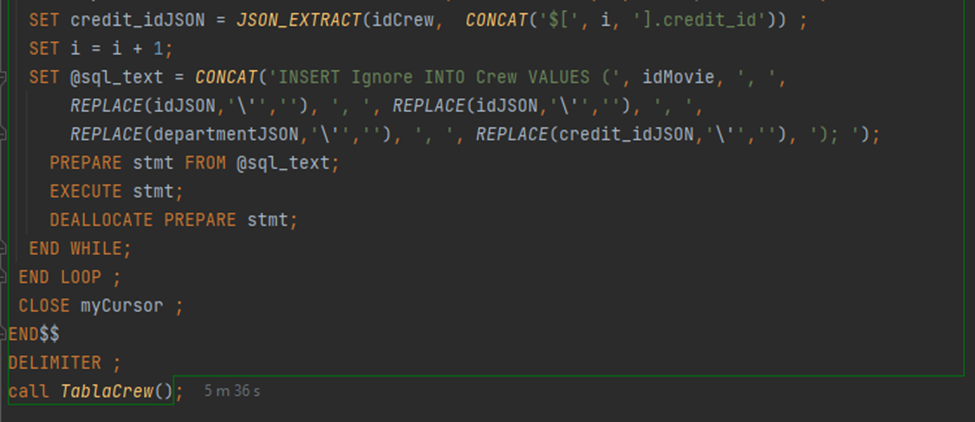 SET credit_idJSON = JSON_EXTRACT(idCrew,  CONCAT('$[', i, '].credit_id')) ;
SET i = i + 1;
SET @sql_text = CONCAT('INSERT Ignore INTO Crew VALUES (', idMovie, ', ',
REPLACE(idJSON,'\'',''), ', ', REPLACE(idJSON,'\'',''), ', ',
REPLACE(departmentJSON,'\'',''), ', ', REPLACE(credit_idJSON,'\'',''), '); ');
PREPARE stmt FROM @sql_text;
EXECUTE stmt;
DEALLOCATE PREPARE stmt;
END WHILE;
END LOOP ;
CLOSE myCursor ;
END$$
DELIMITER ;
call TablaCrew(); 5 m 36 s